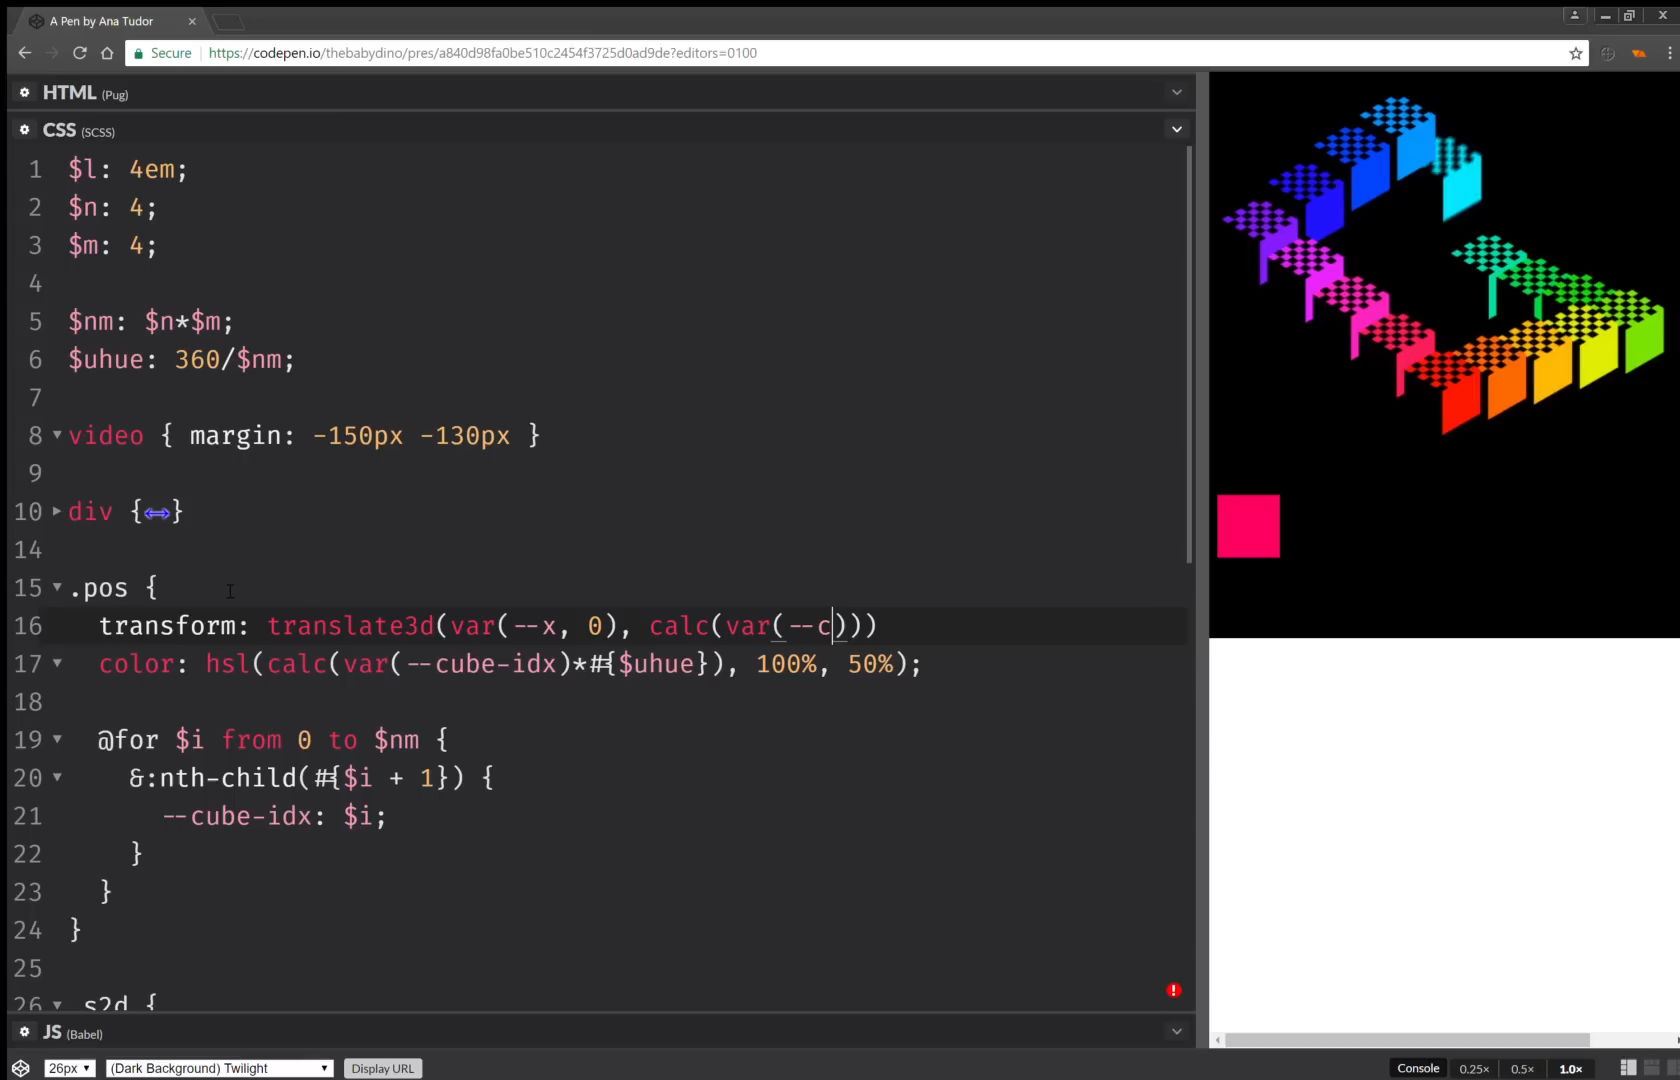 A Pen by Ana Tudor
Secure https://codepen.io/thebabydino/pres/a840d98fa0be510c2454f3725d0ad9de?editors=0100
HTML (Pug)
CSS (SCSS)
1 $l: 4em;
2 $n: 4;
3 $m: 4;
4
5 $nm: $n*$m;
6 $uhue: 360/$nm;
7
8 video { margin: -150px -130px }
9
10 div {↔}
14
15 .pos {
16 transform: translate3d(var(--x, 0), calc(var(--c)))
17 color: hsl(calc(var(--cube-idx)*#{$uhue}), 100%, 50%);
18
19 @for $i from 0 to $nm {
20 &:nth-child(#{$i + 1}) {
21 --cube-idx: $i;
22 }
23 }
24 }
25
26 .s2d {
JS (Babel)
26px (Dark Background) Twilight Display URL Console 0.25× 0.5× 1.0×